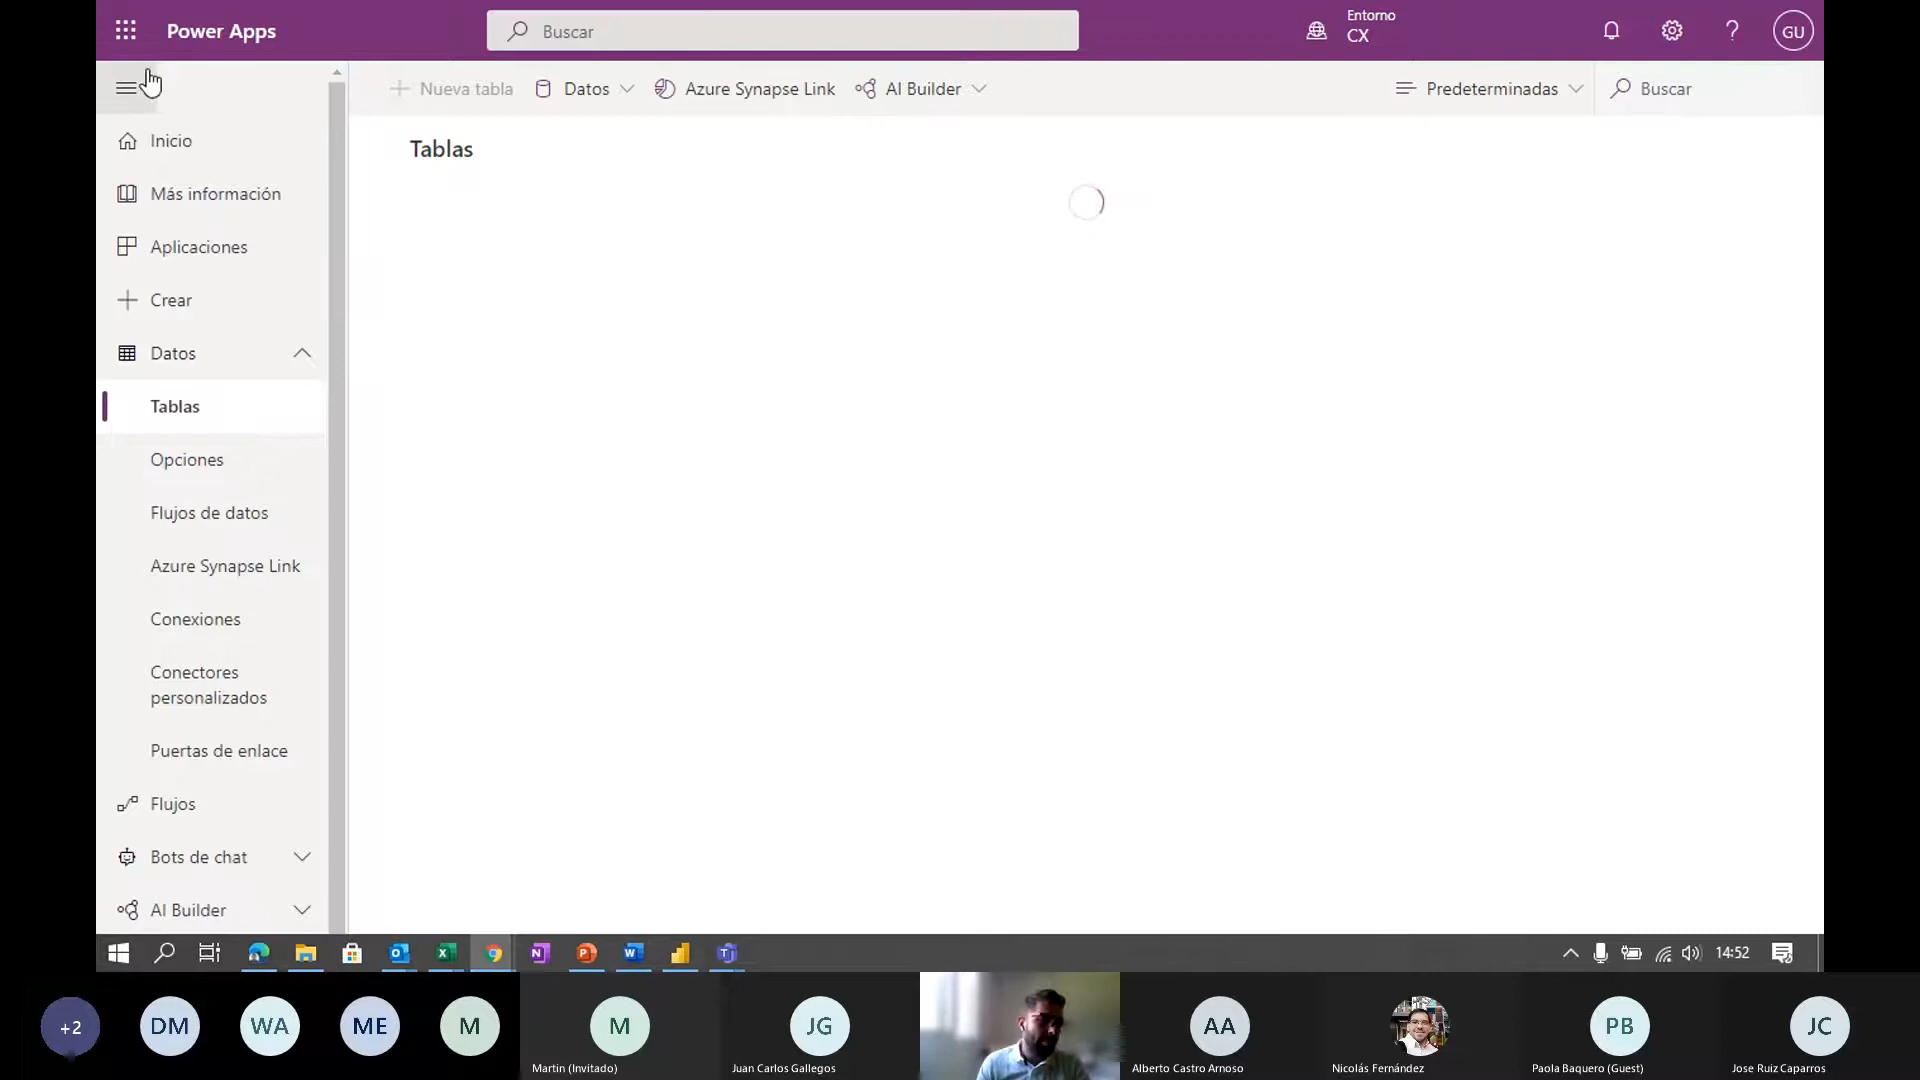 Power Apps
Buscar
Entorno
CX
GU
Nueva tabla
Datos
Azure Synapse Link
AI Builder
Predeterminadas
Buscar
Inicio
Más información
Aplicaciones
Crear
Datos
Tablas
Opciones
Flujos de datos
Azure Synapse Link
Conexiones
Conectores
personalizados
Puertas de enlace
Flujos
Bots de chat
AI Builder
Tablas
14:52
+2
DM
WA
ME
M
M
Martin (Invitado)
JG
Juan Carlos Gallegos
AA
Alberto Castro Arnoso
Nicolás Fernández
PB
Paola Baquero (Guest)
JC
Jose Ruiz Caparros